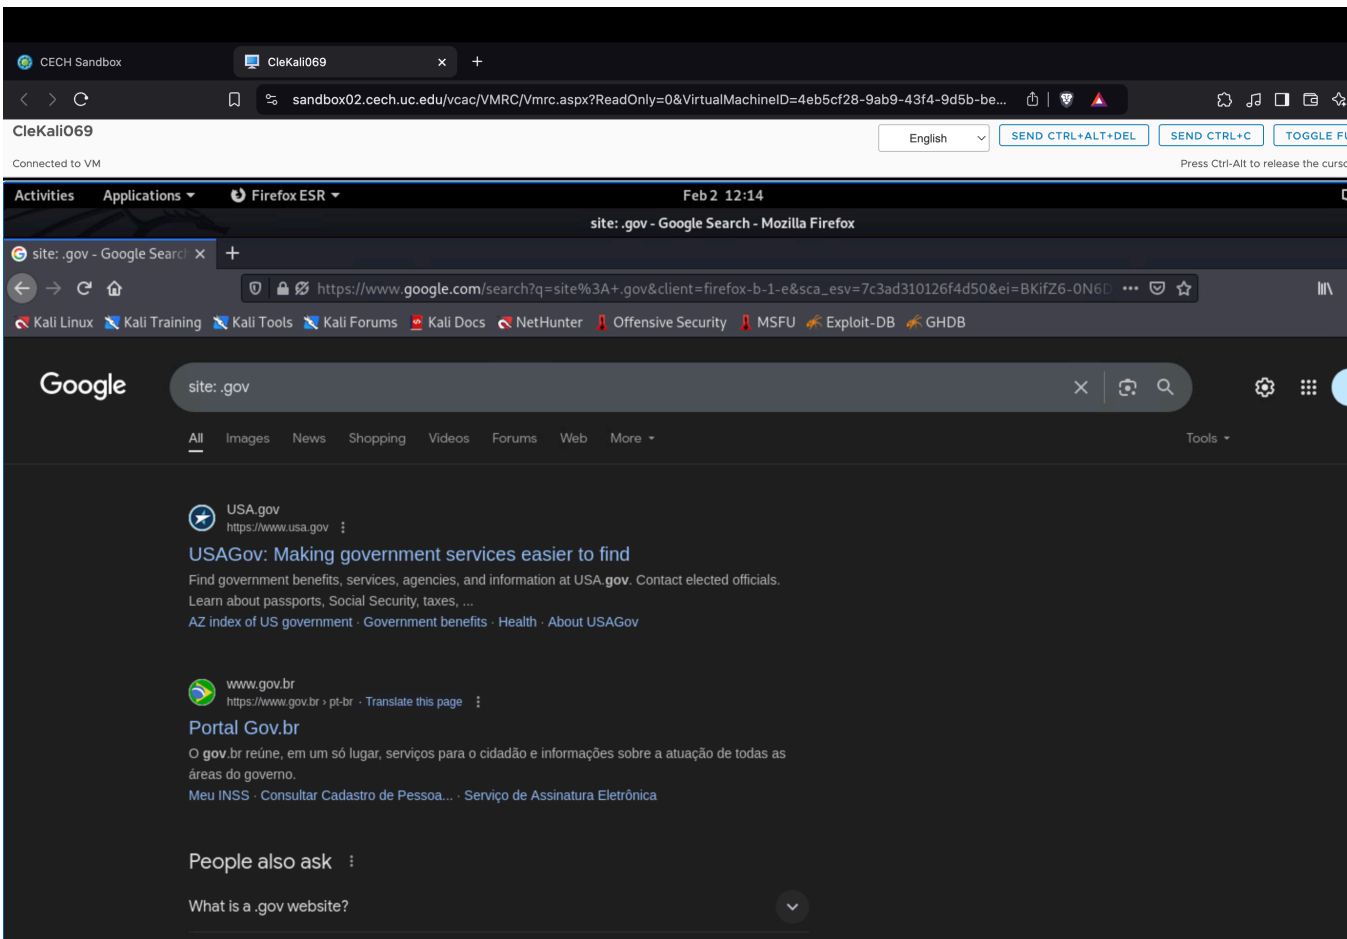 CECH Sandbox
CleKali069
sandbox02.cech.uc.edu/vcac/VMRC/Vmrc.aspx?ReadOnly=0&VirtualMachineID=4eb5cf28-9ab9-43f4-9d5b-be...
CleKali069
English
SEND CTRL+ALT+DEL
SEND CTRL+C
TOGGLE FU
Connected to VM
Press Ctrl-Alt to release the curso
Activities Applications Firefox ESR Feb 2 12:14
site: .gov - Google Search - Mozilla Firefox
site: .gov - Google Search
https://www.google.com/search?q=site%3A+.gov&client=firefox-b-1-e&sca_esv=7c3ad310126f4d50&ei=BKifZ6-0N6D
Kali Linux Kali Training Kali Tools Kali Forums Kali Docs NetHunter Offensive Security MSFU Exploit-DB GHDB
Google
site: .gov
All Images News Shopping Videos Forums Web More Tools
USA.gov
https://www.usa.gov
USAGov: Making government services easier to find
Find government benefits, services, agencies, and information at USA.gov. Contact elected officials.
Learn about passports, Social Security, taxes, ...
AZ index of US government · Government benefits · Health · About USAGov
www.gov.br
https://www.gov.br › pt-br · Translate this page
Portal Gov.br
O gov.br reúne, em um só lugar, serviços para o cidadão e informações sobre a atuação de todas as
áreas do governo.
Meu INSS · Consultar Cadastro de Pessoa... · Serviço de Assinatura Eletrônica
People also ask
What is a .gov website?